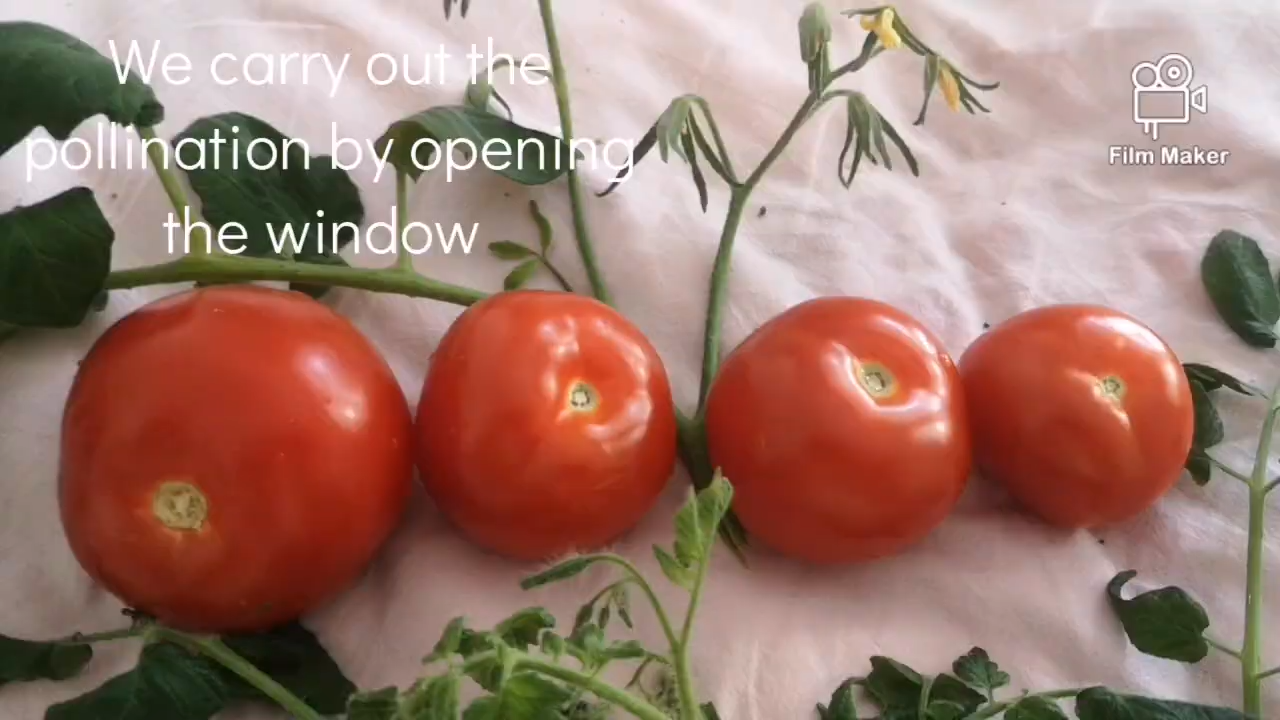 We carry out the
pollination by opening
the window
Film Maker